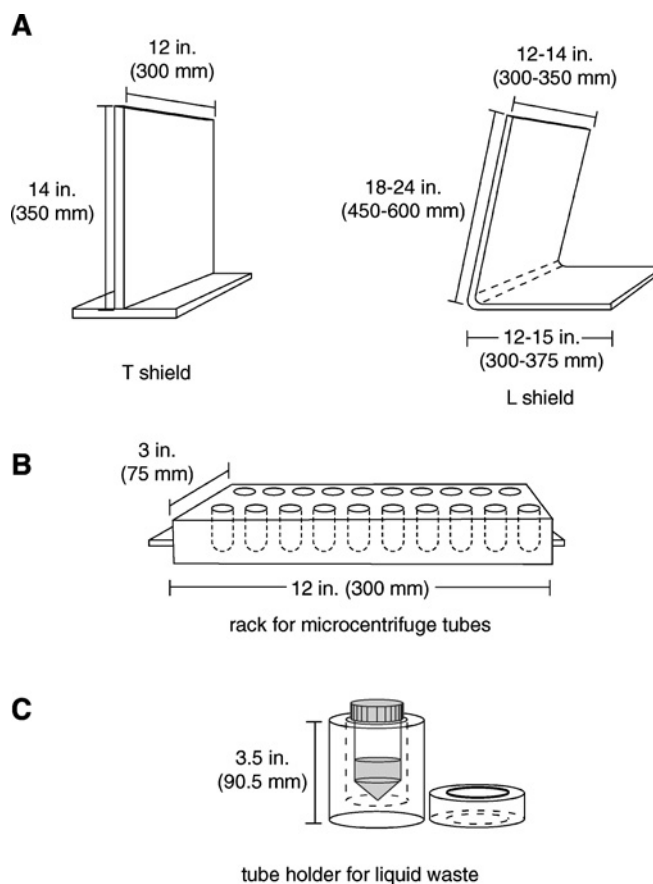 A
12 in.
(300 mm)
14 in.
(350 mm)
T shield
12-14 in.
(300-350 mm)
18-24 in.
(450-600 mm)
12-15 in.
(300-375 mm)
L shield
B
3 in.
(75 mm)
12 in. (300 mm)
rack for microcentrifuge tubes
C
3.5 in.
(90.5 mm)
tube holder for liquid waste